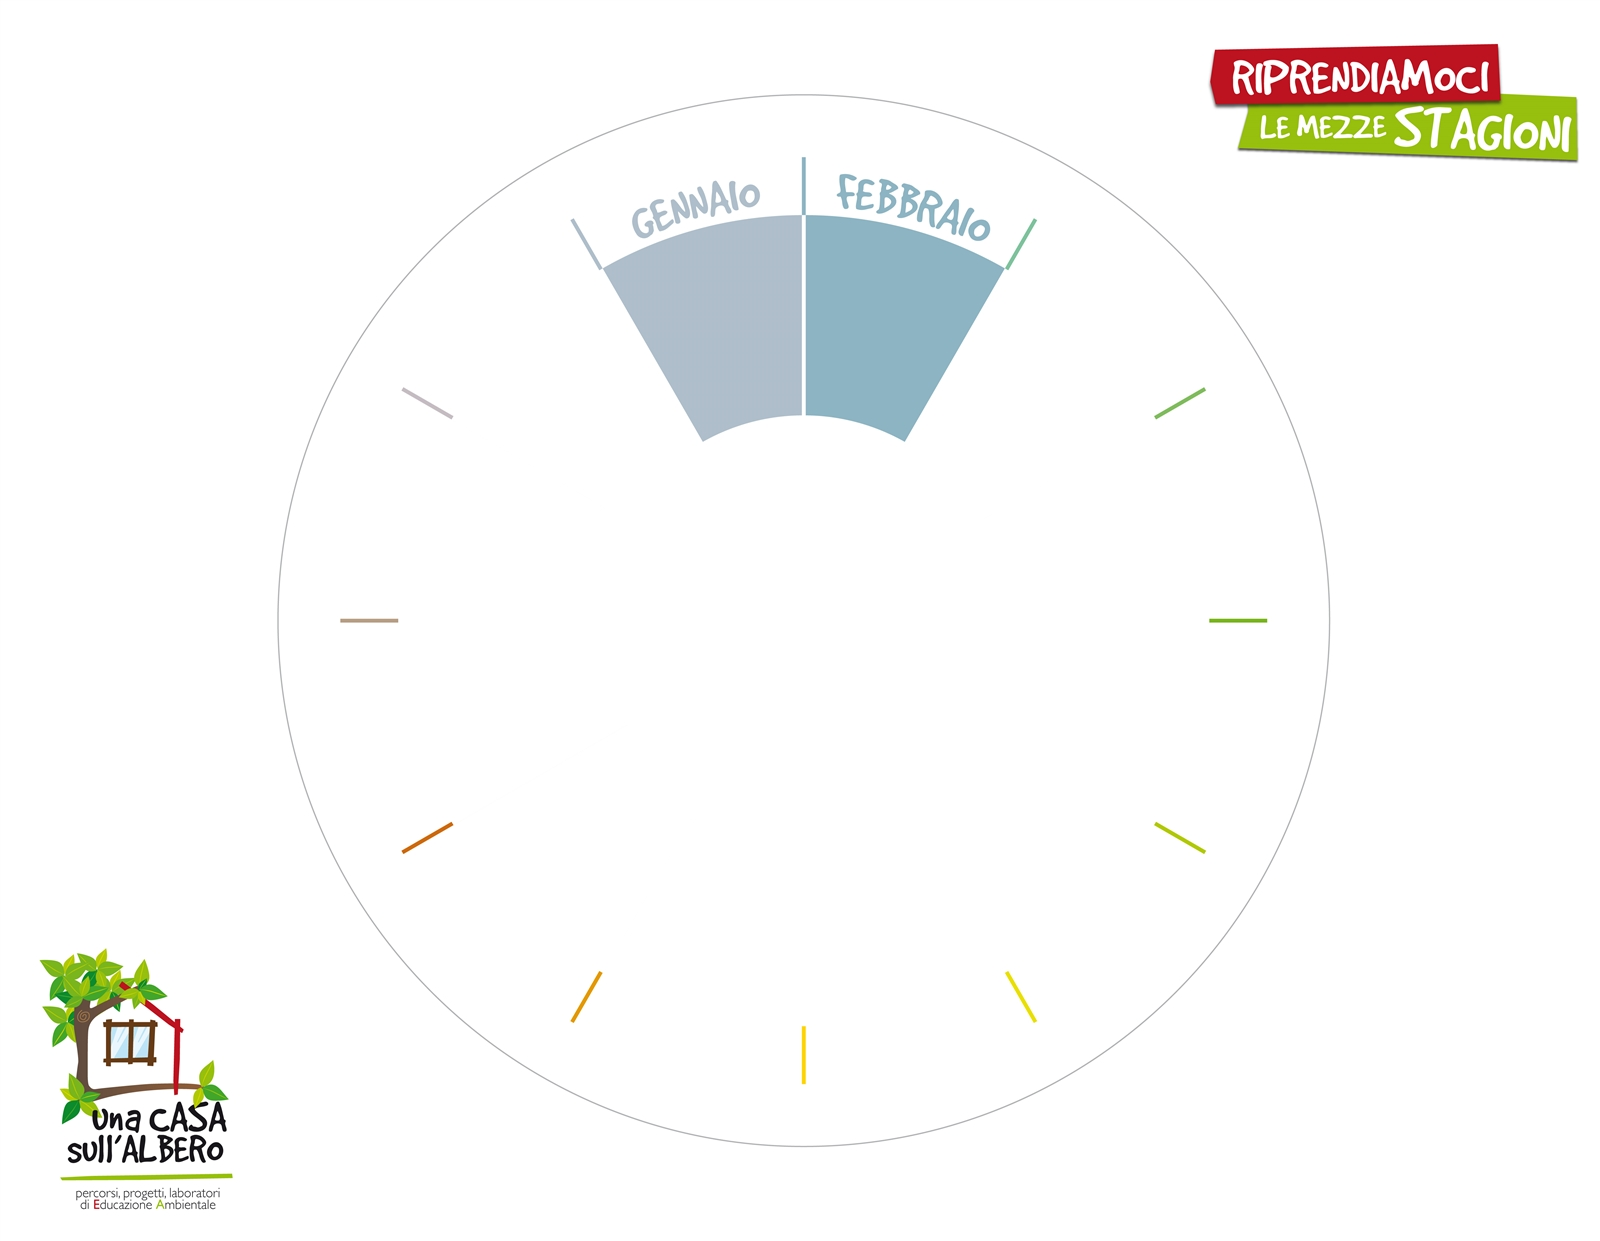 RIPRENDIAMOCI
LE MEZZE STAGIONI
GENNAIO
FEBBRAIO
una CASA
sull'ALBERO
percorsi, progetti, laboratori
di Educazione Ambientale